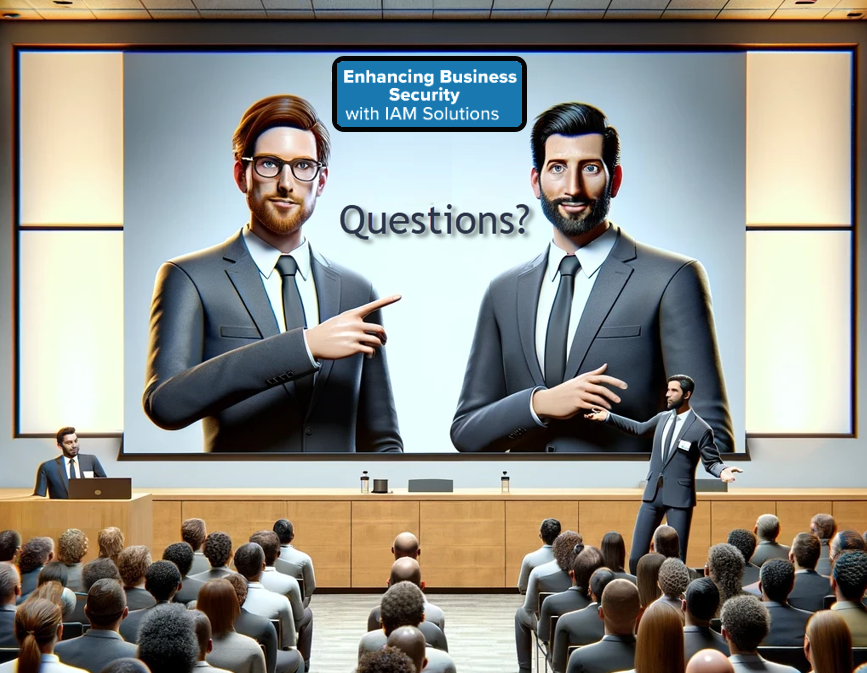 Enhancing Business
Security
with IAM Solutions
Questions?